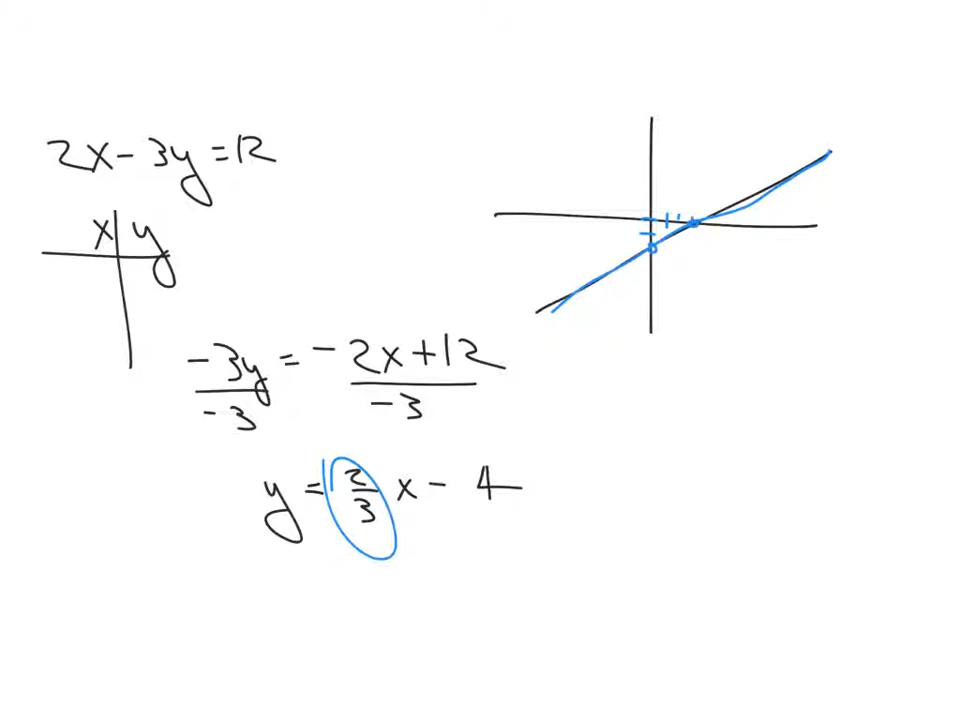 2x - 3y = 12
x y
-3y = -2x + 12
-3 -3
y = 2/3 x - 4